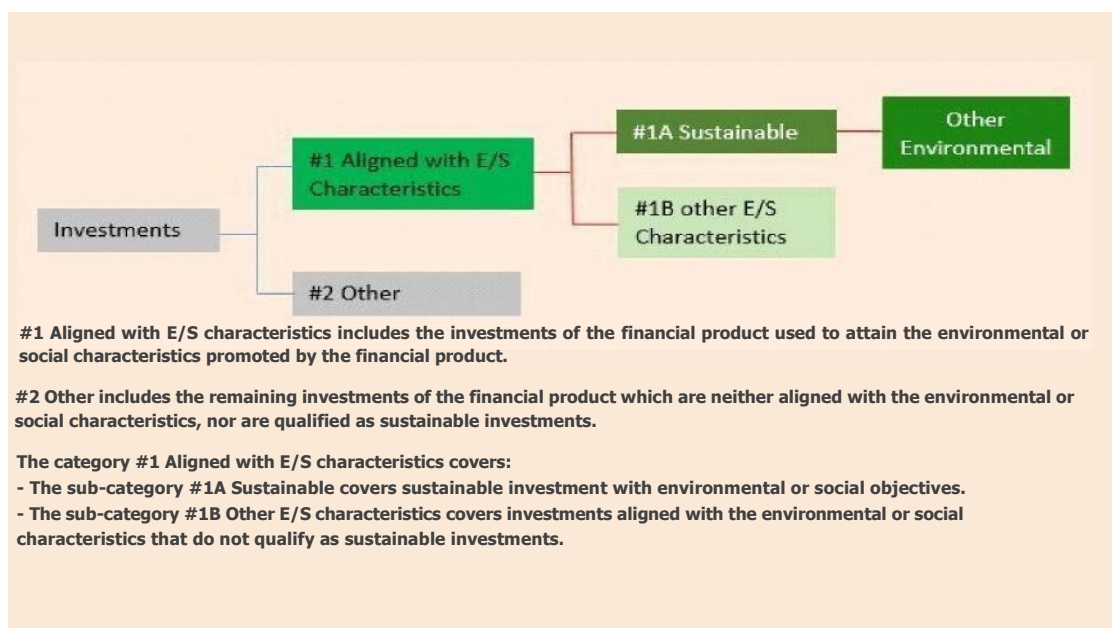 Other
Environmental
#1A Sustainable
#1 Aligned with E/S
Characteristics
#1B other E/S
Characteristics
Investments
#2 Other
#1 Aligned with E/S characteristics includes the investments of the financial product used to attain the environmental or
social characteristics promoted by the financial product.
#2 Other includes the remaining investments of the financial product which are neither aligned with the environmental or
social characteristics, nor are qualified as sustainable investments.
The category #1 Aligned with E/S characteristics covers:
- The sub-category #1A Sustainable covers sustainable investment with environmental or social objectives.
- The sub-category #1B Other E/S characteristics covers investments aligned with the environmental or social
characteristics that do not qualify as sustainable investments.